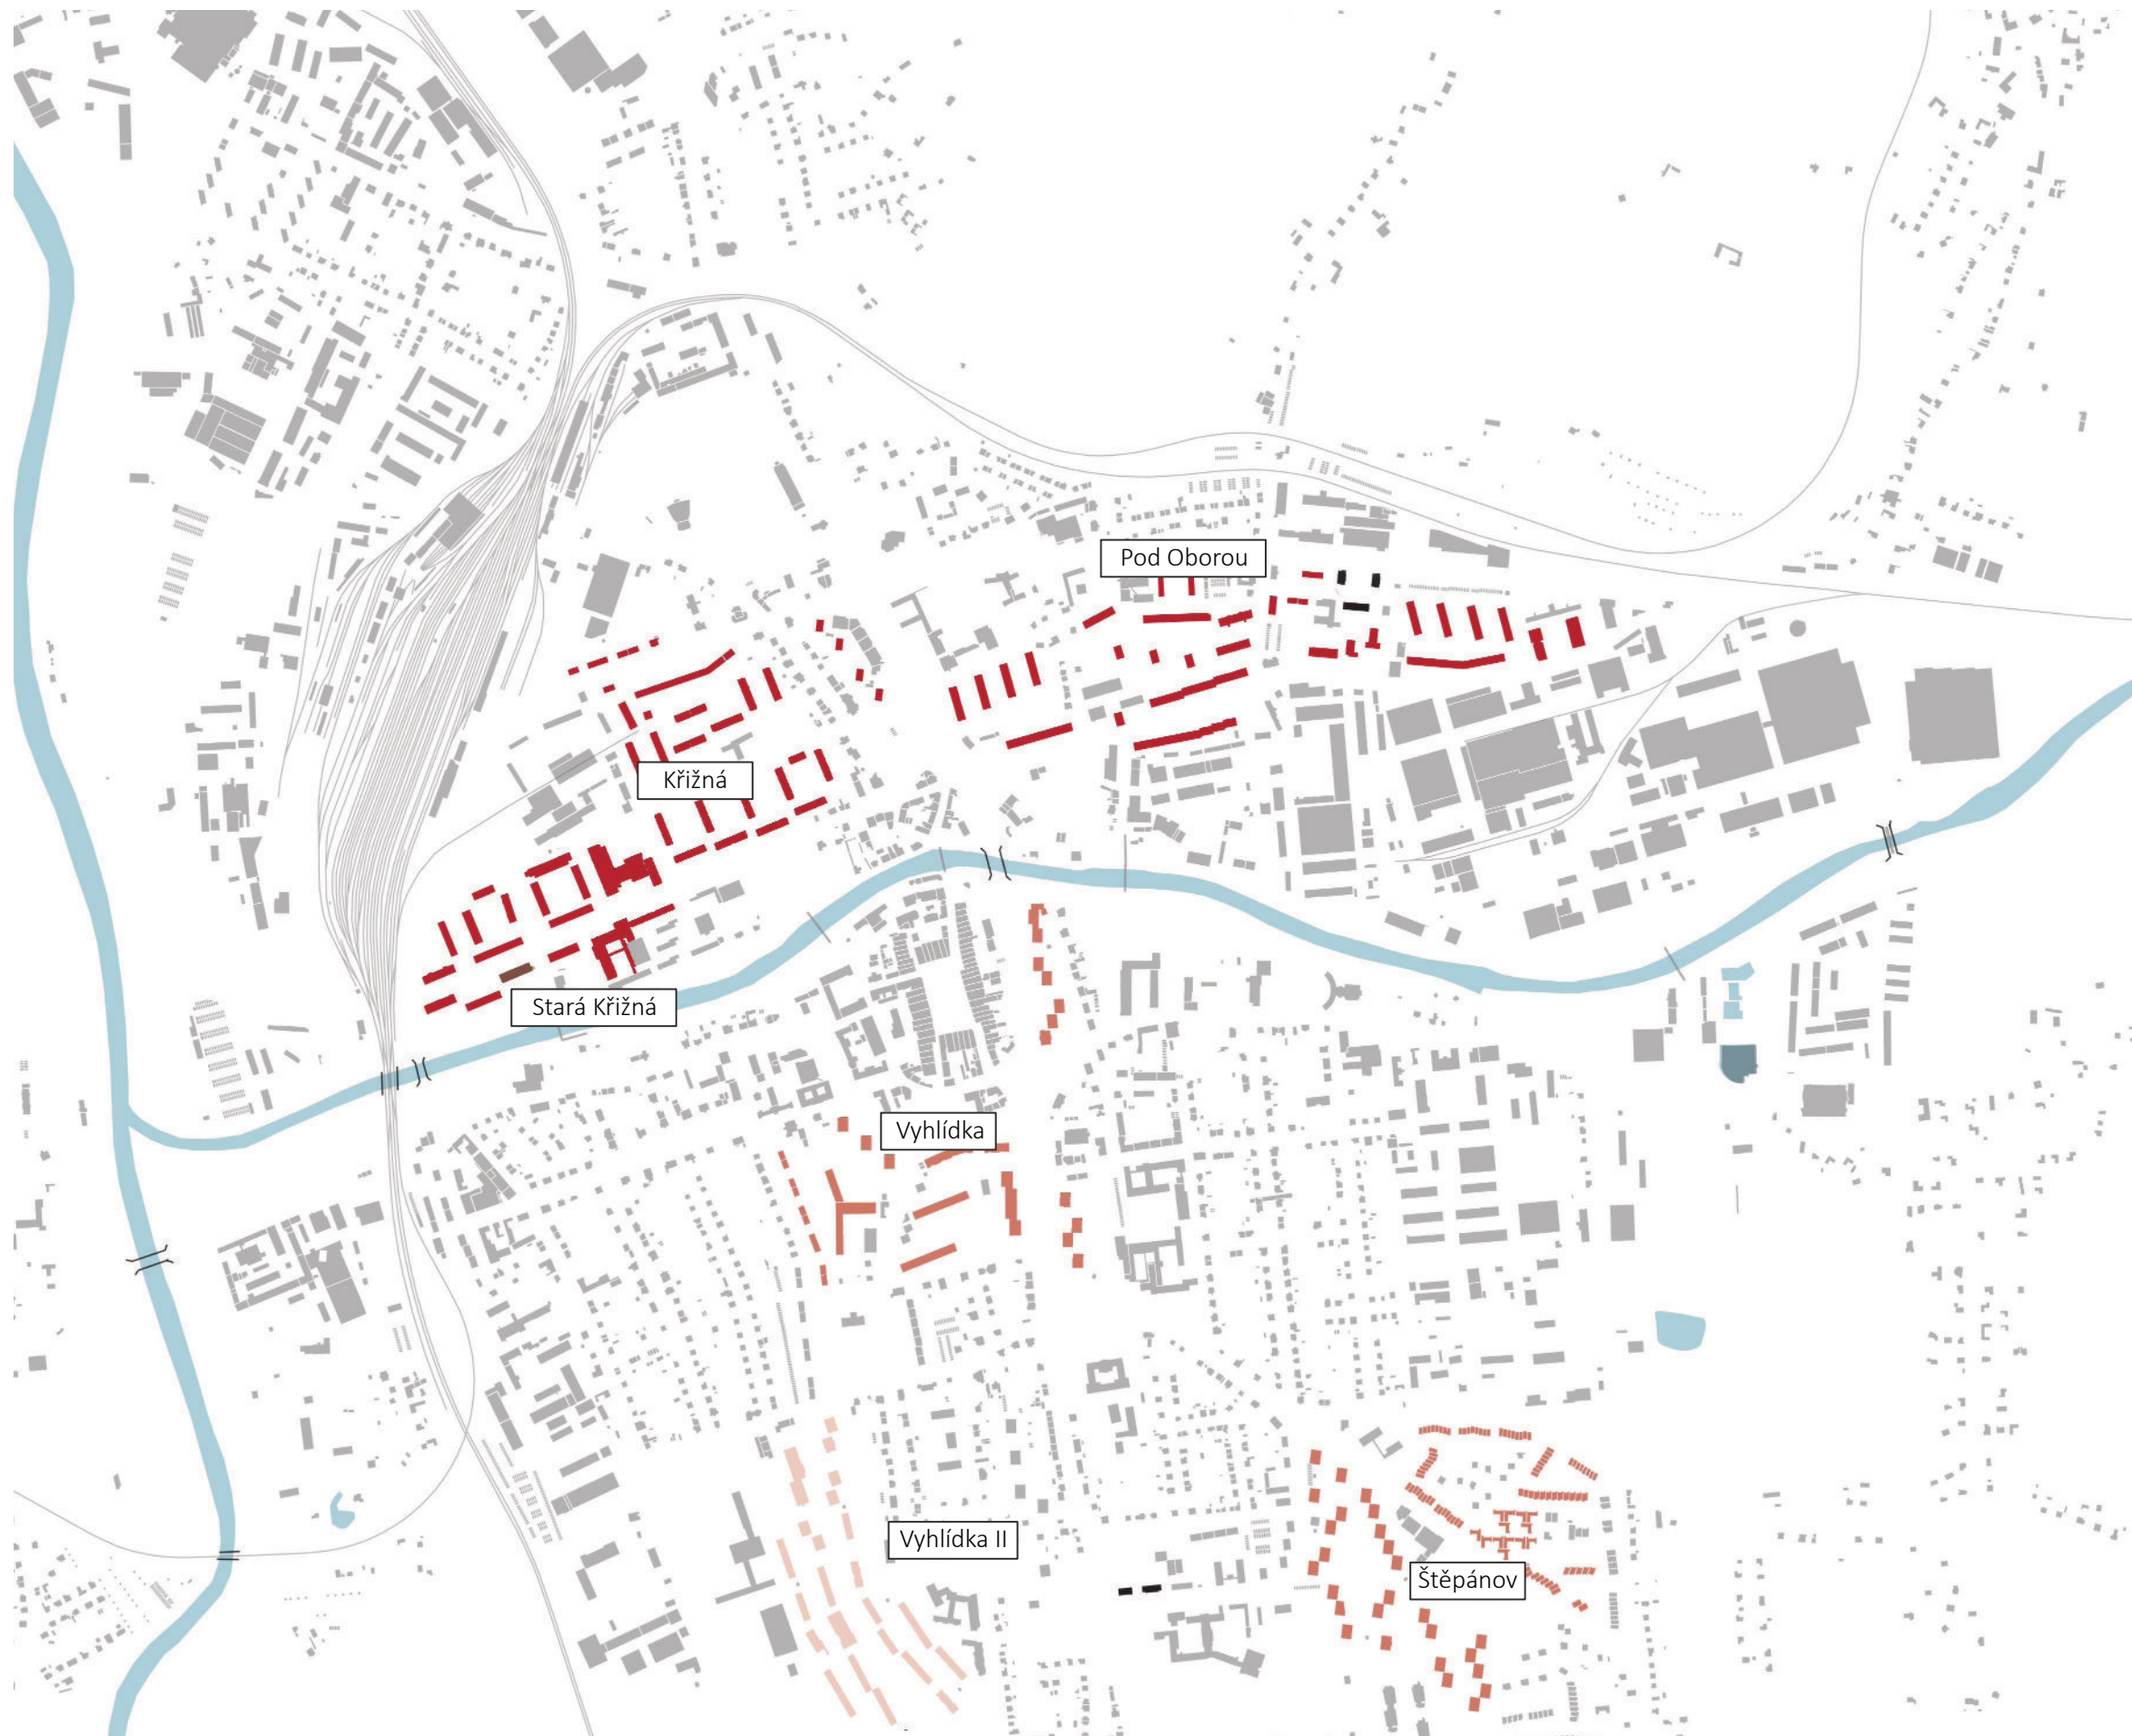 Pod Oborou
Křižná
Stará Křižná
Vyhlídka
Vyhlídka II
Štěpánov